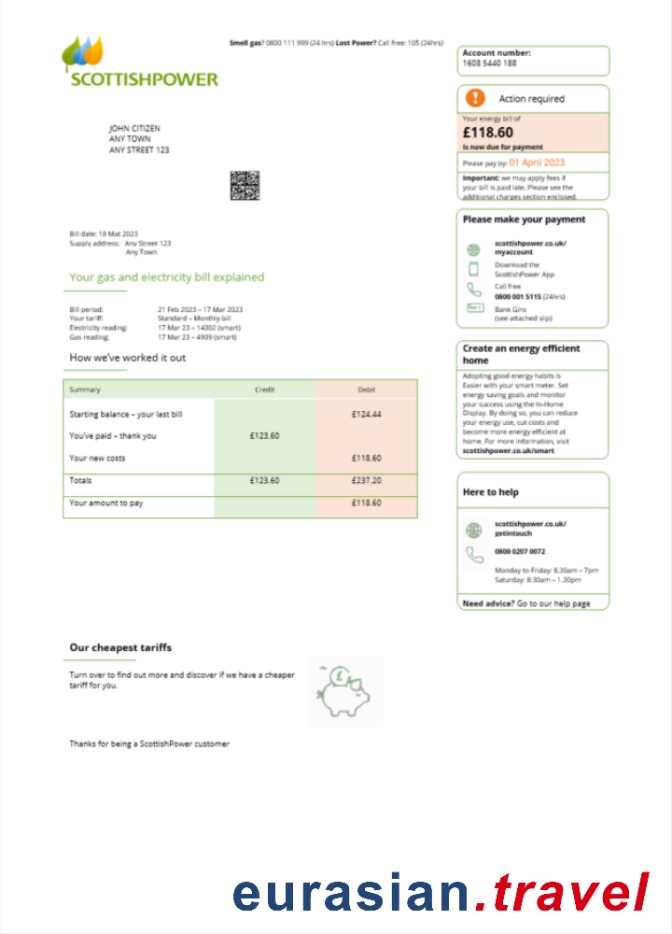 Smell gas? 0800 111 999 (24 hrs) Lost Power? Call free: 105 (24hrs)
SCOTTISHPOWER
JOHN CITIZEN
ANY TOWN
ANY STREET 123
Bill date: 18 Mat 2023
Supply address: Any Street 123
Any Town
Your gas and electricity bill explained
Bill period: 21 Feb 2023 – 17 Mar 2023
Your tariff: Standard – Monthly bill
Electricity reading: 17 Mar 23 – 14002 (smart)
Gas reading: 17 Mar 23 – 4909 (smart)
How we've worked it out
Summary Credit Debit
Starting balance – your last bill £124.44
You've paid – thank you £123.60
Your new costs £118.60
Totals £123.60 £237.20
Your amount to pay £118.60
Our cheapest tariffs
Turn over to find out more and discover if we have a cheaper
tariff for you.
£
Thanks for being a ScottishPower customer
Account number:
1608 5440 188
! Action required
Your energy bill of
£118.60
Is now due for payment
Please pay by: 01 April 2023
Important: we may apply fees if
your bill is paid late. Please see the
additional charges section enclosed.
Please make your payment
scottishpower.co.uk/
myaccount
Download the
ScottishPower App
Call free
0800 001 5115 (24hrs)
Bank Giro
(see attached slip)
Create an energy efficient
home
Adopting good energy habits is
Easier with your smart meter. Set
energy saving goals and monitor
your success using the In-Home
Display. By doing so, you can reduce
your energy use, cut costs and
become more energy efficient at
home. For more information, visit
scottishpower.co.uk/smart
Here to help
scottishpower.co.uk/
getintouch
0800 0207 0072
Monday to Friday: 8.30am – 7pm
Saturday: 8:30am – 1.30pm
Need advice? Go to our help page
eurasian.travel